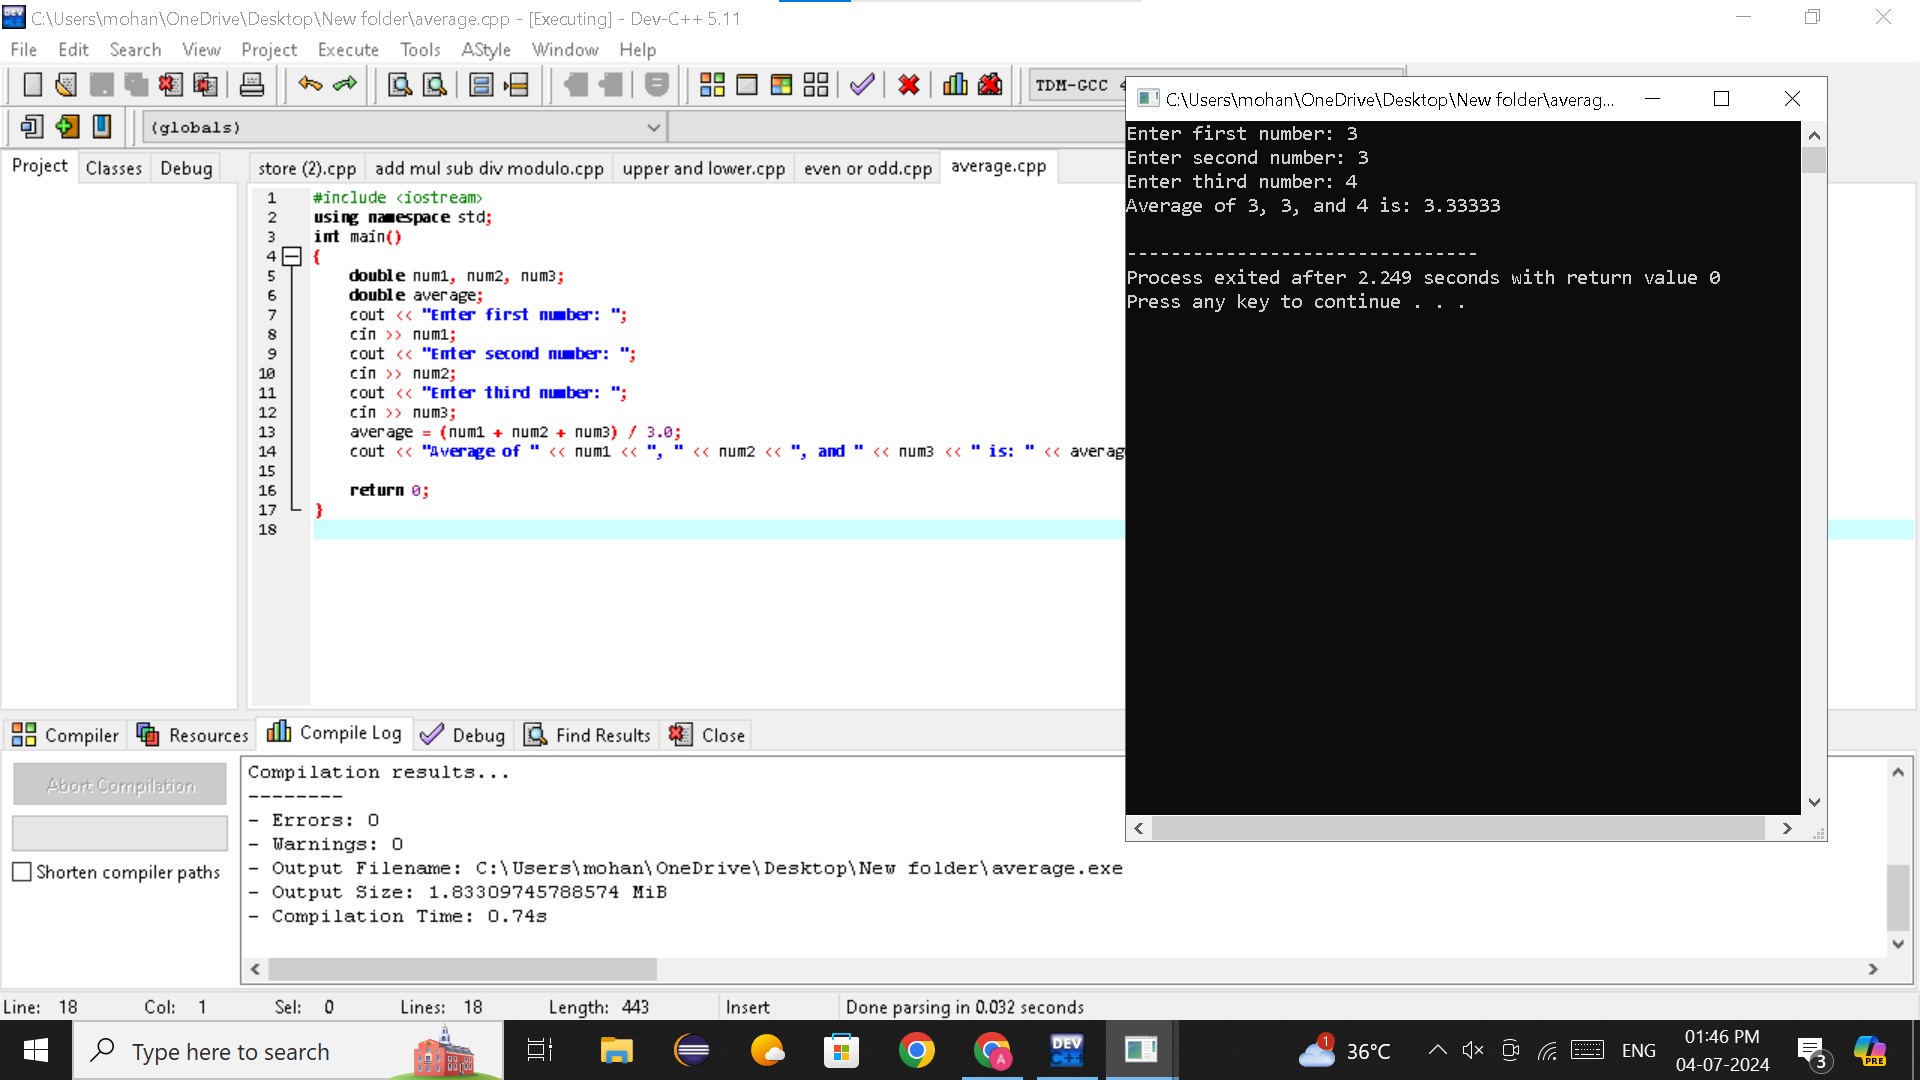 C:\Users\mohan\OneDrive\Desktop\New folder\average.cpp - [Executing] - Dev-C++ 5.11
File Edit Search View Project Execute Tools AStyle Window Help
TDM-GCC
(globals)
Project Classes Debug
store (2).cpp add mul sub div modulo.cpp upper and lower.cpp even or odd.cpp average.cpp
1 #include <iostream>
2 using namespace std;
3 int main()
4 {
5 double num1, num2, num3;
6 double average;
7 cout << "Enter first number: ";
8 cin >> num1;
9 cout << "Enter second number: ";
10 cin >> num2;
11 cout << "Enter third number: ";
12 cin >> num3;
13 average = (num1 + num2 + num3) / 3.0;
14 cout << "Average of " << num1 << ", " << num2 << ", and " << num3 << " is: " << averag
15
16 return 0;
17 }
18
C:\Users\mohan\OneDrive\Desktop\New folder\averag...
Enter first number: 3
Enter second number: 3
Enter third number: 4
Average of 3, 3, and 4 is: 3.33333
--------------------------------
Process exited after 2.249 seconds with return value 0
Press any key to continue . . .
Compiler Resources Compile Log Debug Find Results Close
Abort Compilation
Shorten compiler paths
Compilation results...
--------
- Errors: 0
- Warnings: 0
- Output Filename: C:\Users\mohan\OneDrive\Desktop\New folder\average.exe
- Output Size: 1.83309745788574 MiB
- Compilation Time: 0.74s
Line: 18 Col: 1 Sel: 0 Lines: 18 Length: 443 Insert Done parsing in 0.032 seconds
Type here to search
A
DEV
C++
1
36°C
ENG
01:46 PM
04-07-2024
3
PRE